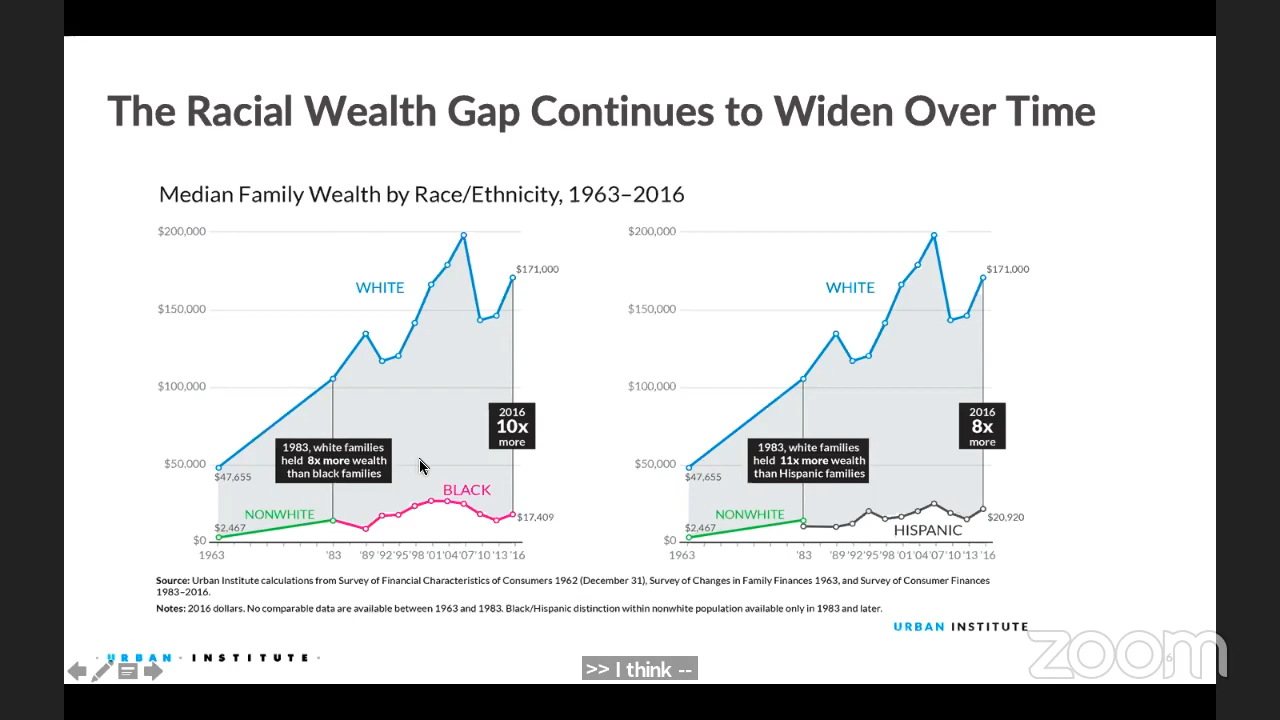 The Racial Wealth Gap Continues to Widen Over Time
Median Family Wealth by Race/Ethnicity, 1963–2016
$200,000
$150,000
$100,000
$50,000
$0
WHITE
$171,000
2016
10x
more
1983, white families
held 8x more wealth
than black families
$47,655
BLACK
NONWHITE
$2,467
$17,409
1963 '83 '89 '92 '95 '98 '01 '04 '07 '10 '13 '16
$200,000
$150,000
$100,000
$50,000
$0
WHITE
$171,000
2016
8x
more
1983, white families
held 11x more wealth
than Hispanic families
$47,655
NONWHITE
$2,467
HISPANIC
$20,920
1963 '83 '89 '92 '95 '98 '01 '04 '07 '10 '13 '16
Source: Urban Institute calculations from Survey of Financial Characteristics of Consumers 1962 (December 31), Survey of Changes in Family Finances 1963, and Survey of Consumer Finances
1983–2016.
Notes: 2016 dollars. No comparable data are available between 1963 and 1983. Black/Hispanic distinction within nonwhite population available only in 1983 and later.
URBAN INSTITUTE
· URBAN · INSTITUTE ·
>> I think --
zoom
6